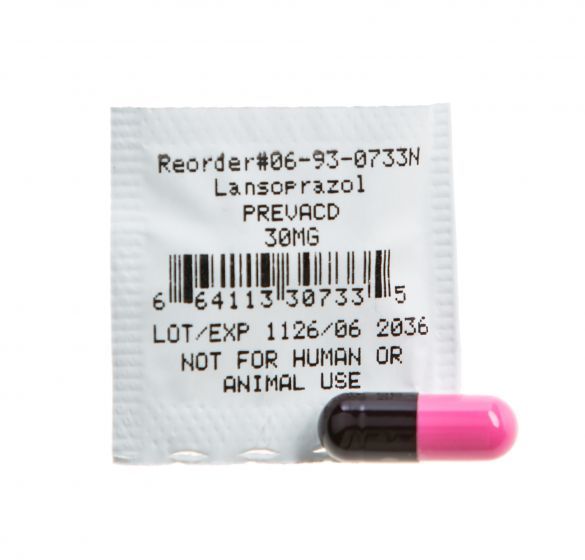 Reorder#06-93-0733N
Lansoprazol
PREVACD
30MG
6 64113 30733 5
LOT/EXP 1126/06 2036
NOT FOR HUMAN OR
ANIMAL USE